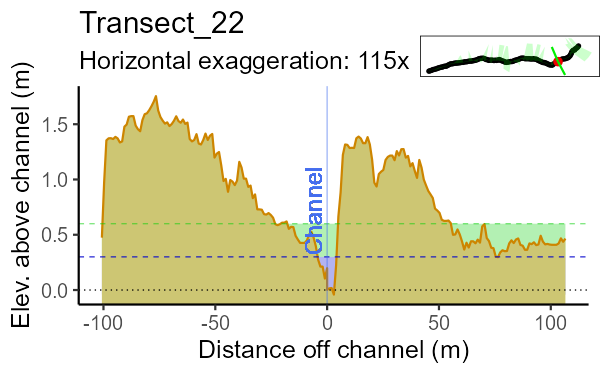 Transect_22
Horizontal exaggeration: 115x
Elev. above channel (m)
1.5
1.0
0.5
0.0
Channel
-100
-50
0
50
100
Distance off channel (m)